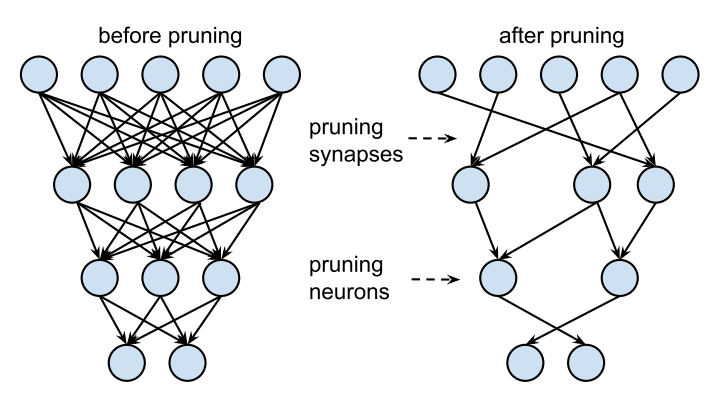 before pruning
after pruning
pruning
synapses
pruning
neurons